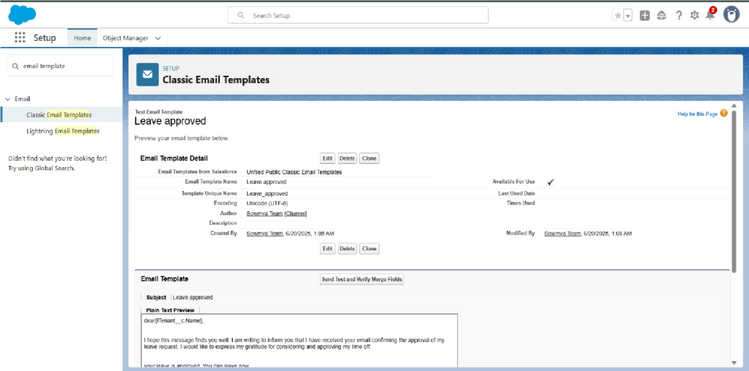 Search Setup
2
Setup
Home
Object Manager
email template
Email
Classic Email Templates
Lightning Email Templates
Didn't find what you're looking for?
Try using Global Search.
SETUP
Classic Email Templates
Text Email Template
Leave approved
Help for this Page
Preview your email template below.
Email Template Detail
Edit Delete Clone
Email Templates from Salesforce Unfiled Public Classic Email Templates
Email Template Name Leave approved Available For Use
Template Unique Name Leave_approved Last Used Date
Encoding Unicode (UTF-8) Times Used
Author Sowmya Team [Change]
Description
Created By Sowmya Team, 6/20/2025, 1:08 AM Modified By Sowmya Team, 6/20/2025, 1:08 AM
Edit Delete Clone
Email Template Send Test and Verify Merge Fields
Subject Leave approved
Plain Text Preview
dear{!Tenant__c.Name},
I hope this message finds you well. I am writing to inform you that I have received your email confirming the approval of my
leave request. I would like to express my gratitude for considering and approving my time off.
your leave is approved. You can leave now.